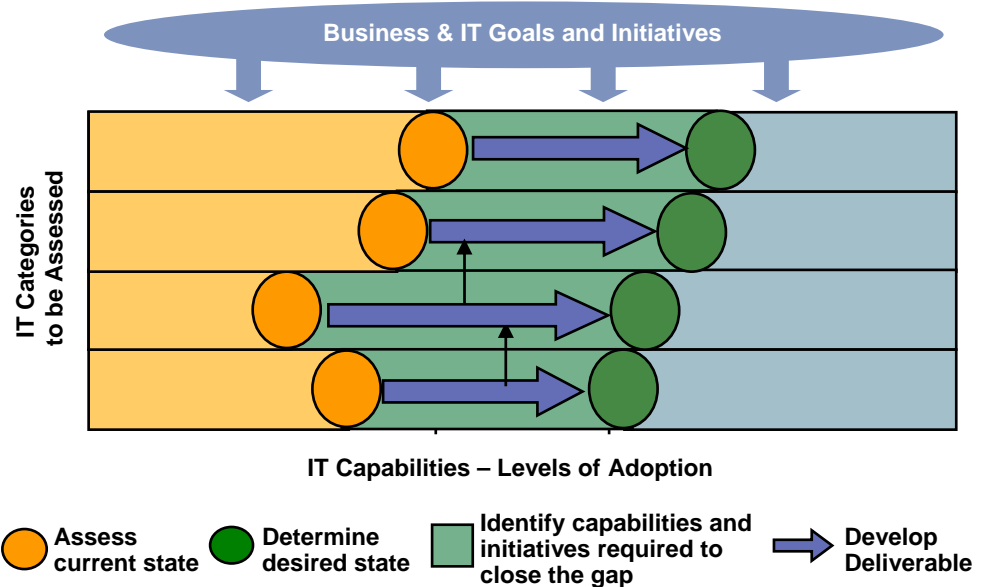 Business & IT Goals and Initiatives
IT Categories
to be Assessed
IT Capabilities – Levels of Adoption
Assess
current state
Determine
desired state
Identify capabilities and
initiatives required to
close the gap
Develop
Deliverable